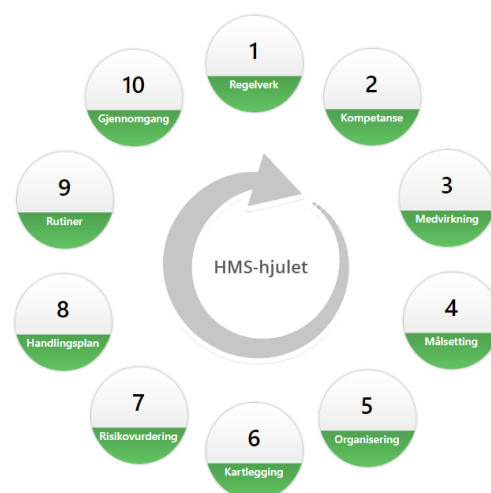 1
Regelverk
2
Kompetanse
3
Medvirkning
4
Målsetting
5
Organisering
6
Kartlegging
7
Risikovurdering
8
Handlingsplan
9
Rutiner
10
Gjennomgang
HMS-hjulet